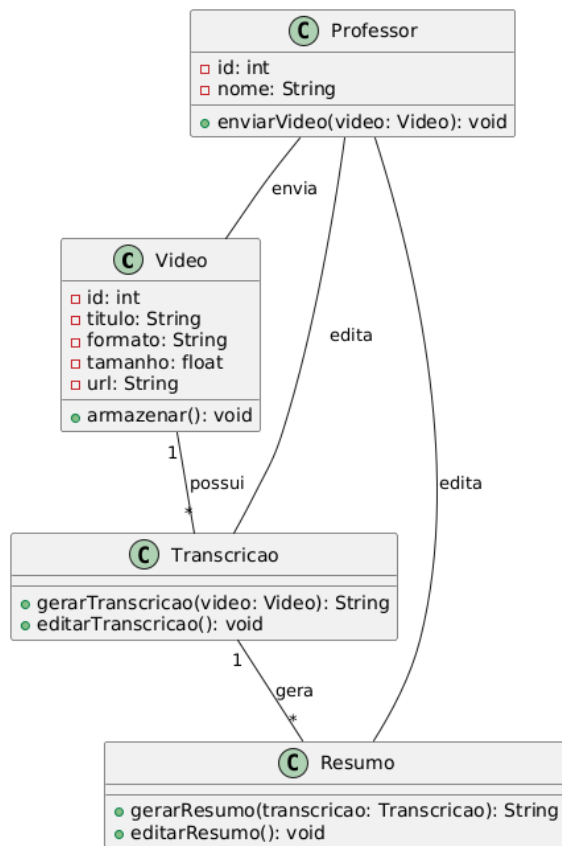 C Professor
id: int
nome: String
enviarVideo(video: Video): void
envia
C Video
id: int
titulo: String
formato: String
tamanho: float
url: String
armazenar(): void
edita
1
possui
*
edita
C Transcricao
gerarTranscricao(video: Video): String
editarTranscricao(): void
1
gera
*
C Resumo
gerarResumo(transcricao: Transcricao): String
editarResumo(): void